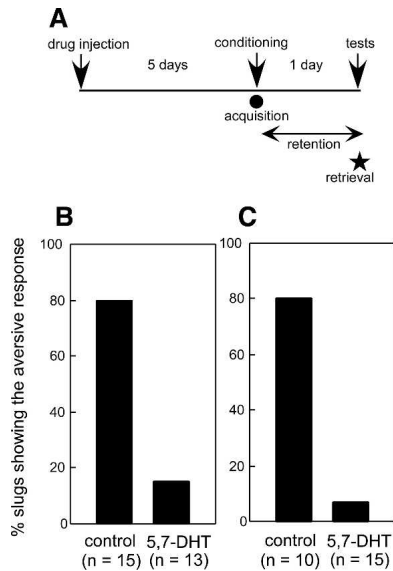 A
drug injection conditioning tests
5 days 1 day
acquisition
retention
retrieval
B C
% slugs showing the aversive response
100 100
80 80
60 60
40 40
20 20
0 0
control 5,7-DHT control 5,7-DHT
(n = 15) (n = 13) (n = 10) (n = 15)